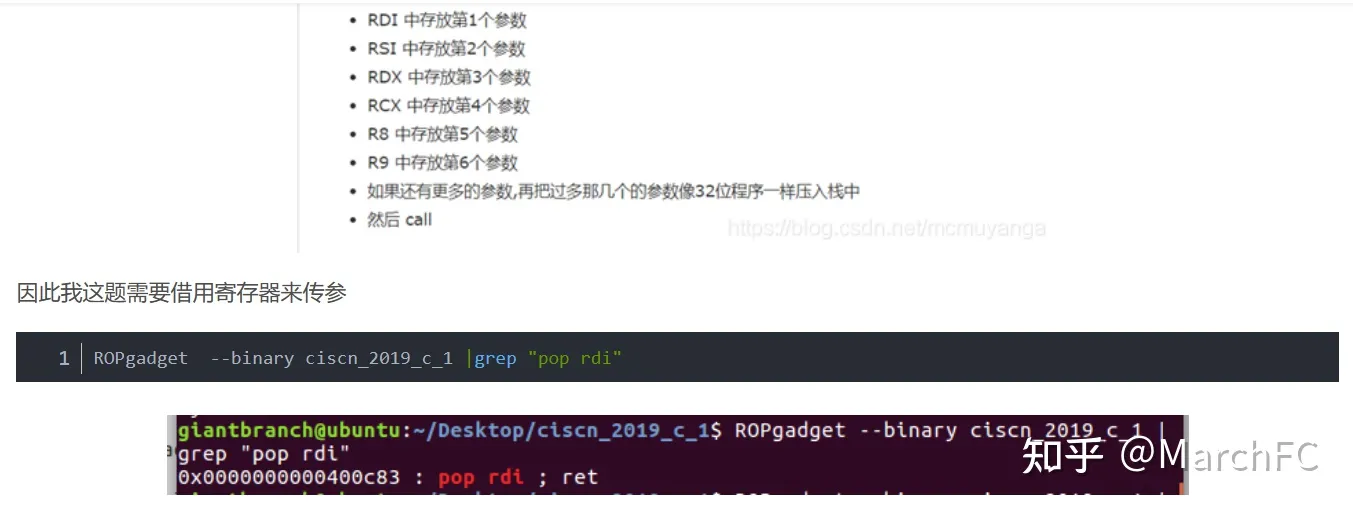 RDI 中存放第1个参数
RSI 中存放第2个参数
RDX 中存放第3个参数
RCX 中存放第4个参数
R8 中存放第5个参数
R9 中存放第6个参数
如果还有更多的参数,再把过多那几个的参数像32位程序一样压入栈中
然后 call
https://blog.csdn.net/mcmuyanga
因此我这题需要借用寄存器来传参
1 ROPgadget  --binary ciscn_2019_c_1 |grep "pop rdi"
giantbranch@ubuntu:~/Desktop/ciscn_2019_c_1$ ROPgadget --binary ciscn_2019_c_1 |
grep "pop rdi"
0x0000000000400c83 : pop rdi ; ret
知乎 @MarchFC